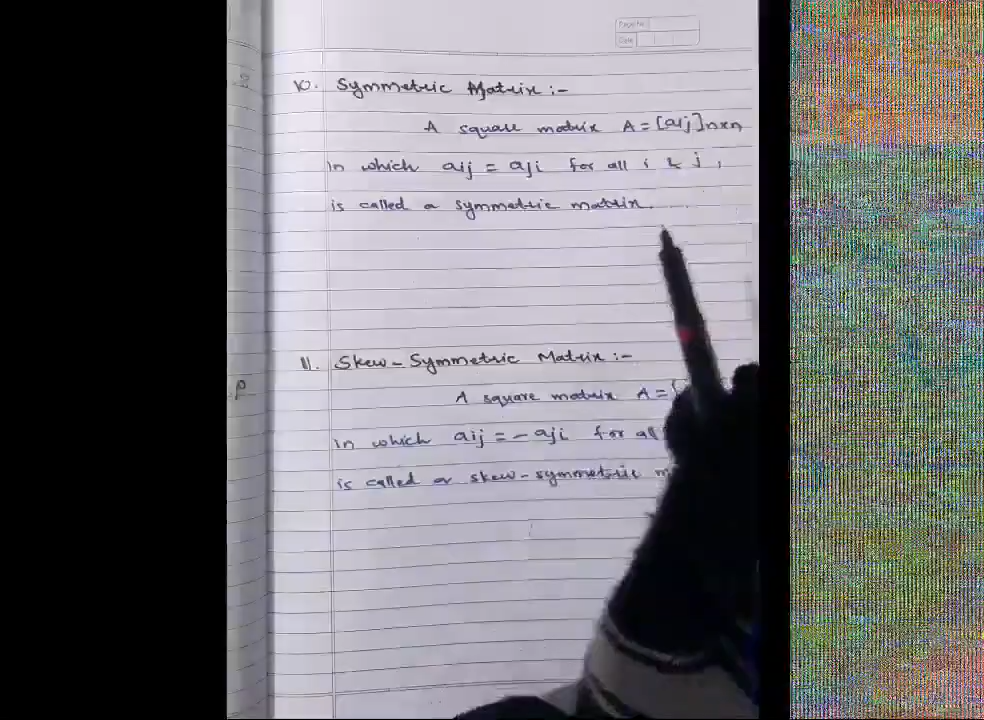 Page No.
Date
10. Symmetric Matrix :-
A square matrix A = [aij]nxn
in which aij = aji for all i & j,
is called a symmetric matrix.
11. Skew-Symmetric Matrix :-
A square matrix A = [
in which aij = -aji for all
is called a skew-symmetric m